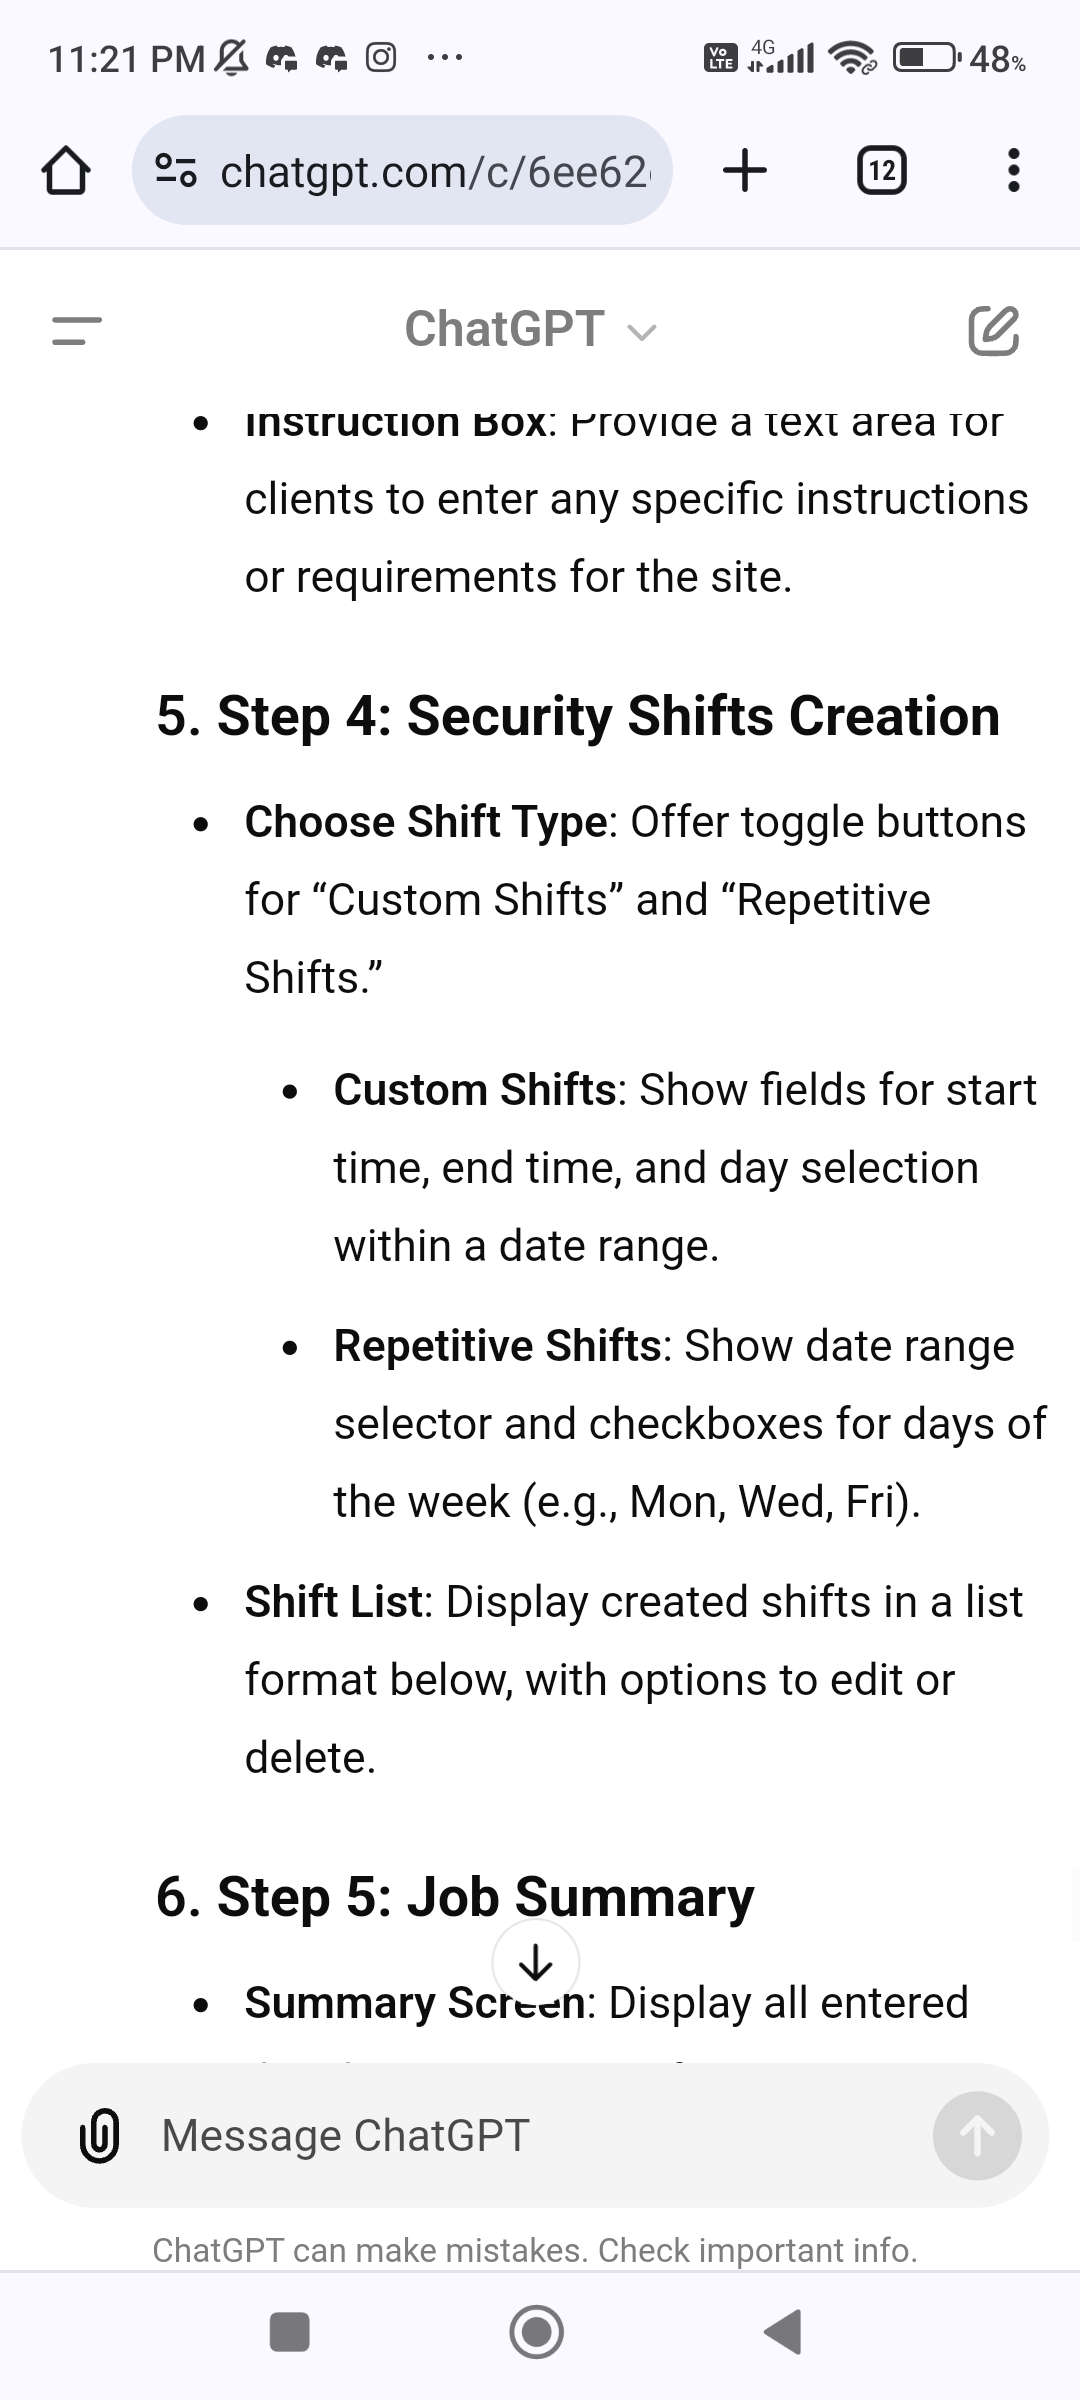 11:21 PM
Vo LTE 4G 48%
chatgpt.com/c/6ee62
12
ChatGPT
• Instruction Box: Provide a text area for
clients to enter any specific instructions
or requirements for the site.
5. Step 4: Security Shifts Creation
• Choose Shift Type: Offer toggle buttons
for “Custom Shifts” and “Repetitive
Shifts.”
• Custom Shifts: Show fields for start
time, end time, and day selection
within a date range.
• Repetitive Shifts: Show date range
selector and checkboxes for days of
the week (e.g., Mon, Wed, Fri).
• Shift List: Display created shifts in a list
format below, with options to edit or
delete.
6. Step 5: Job Summary
• Summary Screen: Display all entered
Message ChatGPT
ChatGPT can make mistakes. Check important info.